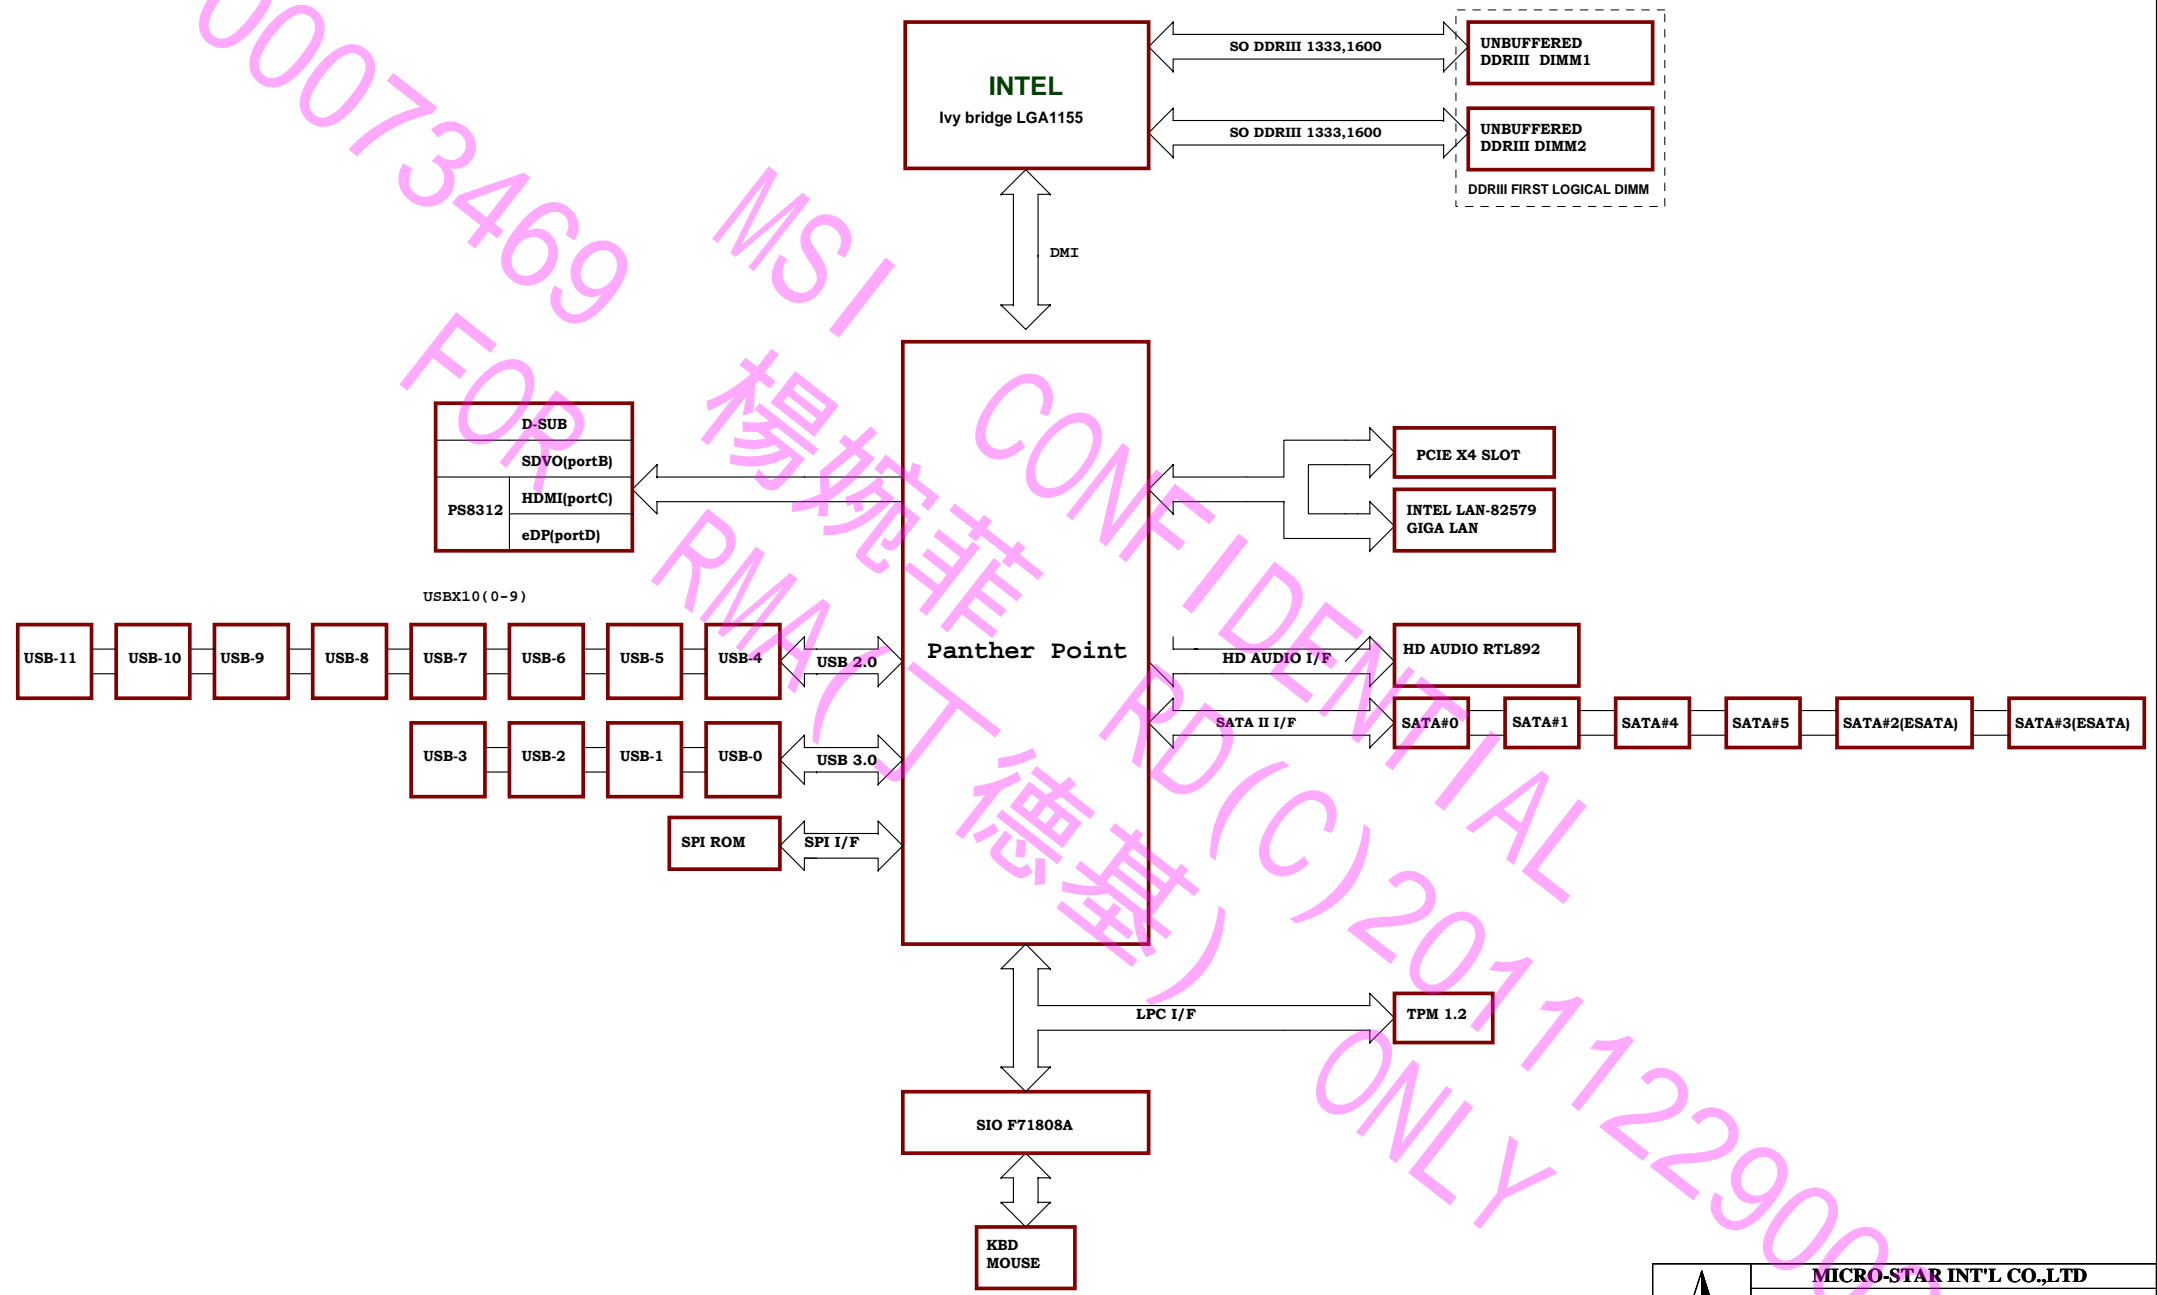 INTEL
Ivy bridge LGA1155
SO DDRIII 1333,1600
UNBUFFERED
DDRIII DIMM1
SO DDRIII 1333,1600
UNBUFFERED
DDRIII DIMM2
DDRIII FIRST LOGICAL DIMM
DMI
D-SUB
SDVO(portB)
PS8312
HDMI(portC)
eDP(portD)
PCIE X4 SLOT
INTEL LAN-82579
GIGA LAN
USBX10(0-9)
USB-11
USB-10
USB-9
USB-8
USB-7
USB-6
USB-5
USB-4
USB 2.0
Panther Point
HD AUDIO I/F
HD AUDIO RTL892
SATA II I/F
SATA#0
SATA#1
SATA#4
SATA#5
SATA#2(ESATA)
SATA#3(ESATA)
USB-3
USB-2
USB-1
USB-0
USB 3.0
SPI ROM
SPI I/F
LPC I/F
TPM 1.2
SIO F71808A
KBD
MOUSE
MICRO-STAR INT'L CO.,LTD
MSI CONFIDENTIAL
00073469 楊婉菲 RD(C)20111229002
FOR RMA(丁德基) ONLY